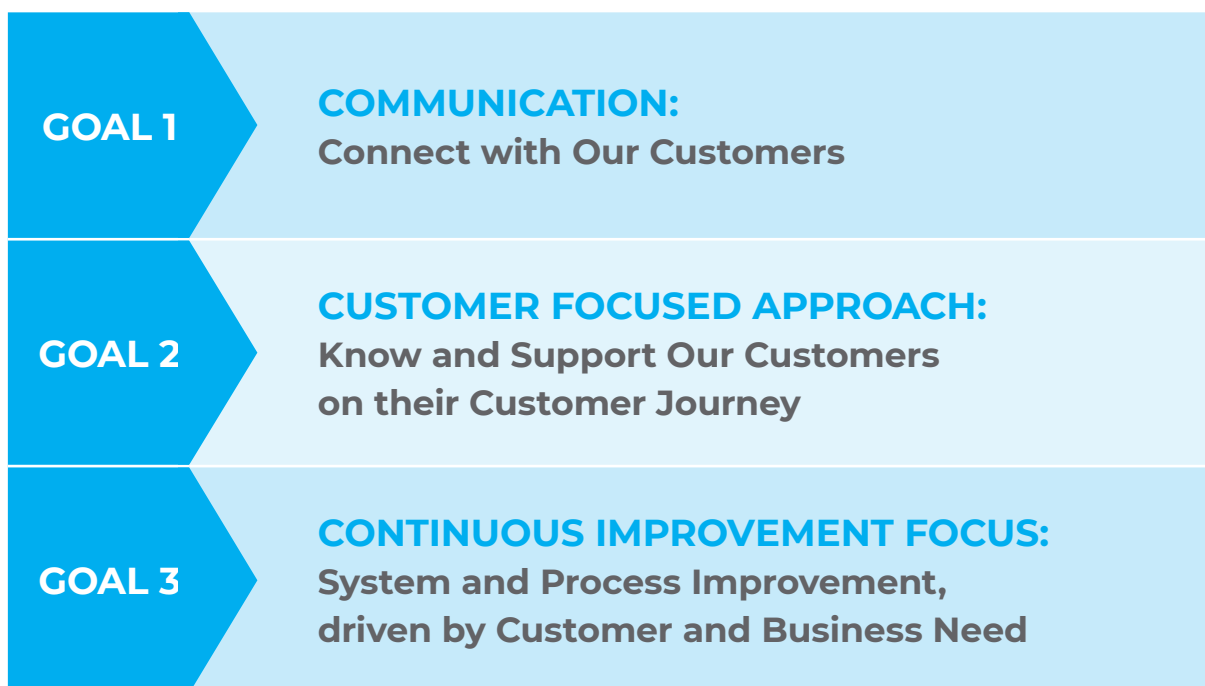 GOAL 1
COMMUNICATION:
Connect with Our Customers
GOAL 2
CUSTOMER FOCUSED APPROACH:
Know and Support Our Customers
on their Customer Journey
GOAL 3
CONTINUOUS IMPROVEMENT FOCUS:
System and Process Improvement,
driven by Customer and Business Need